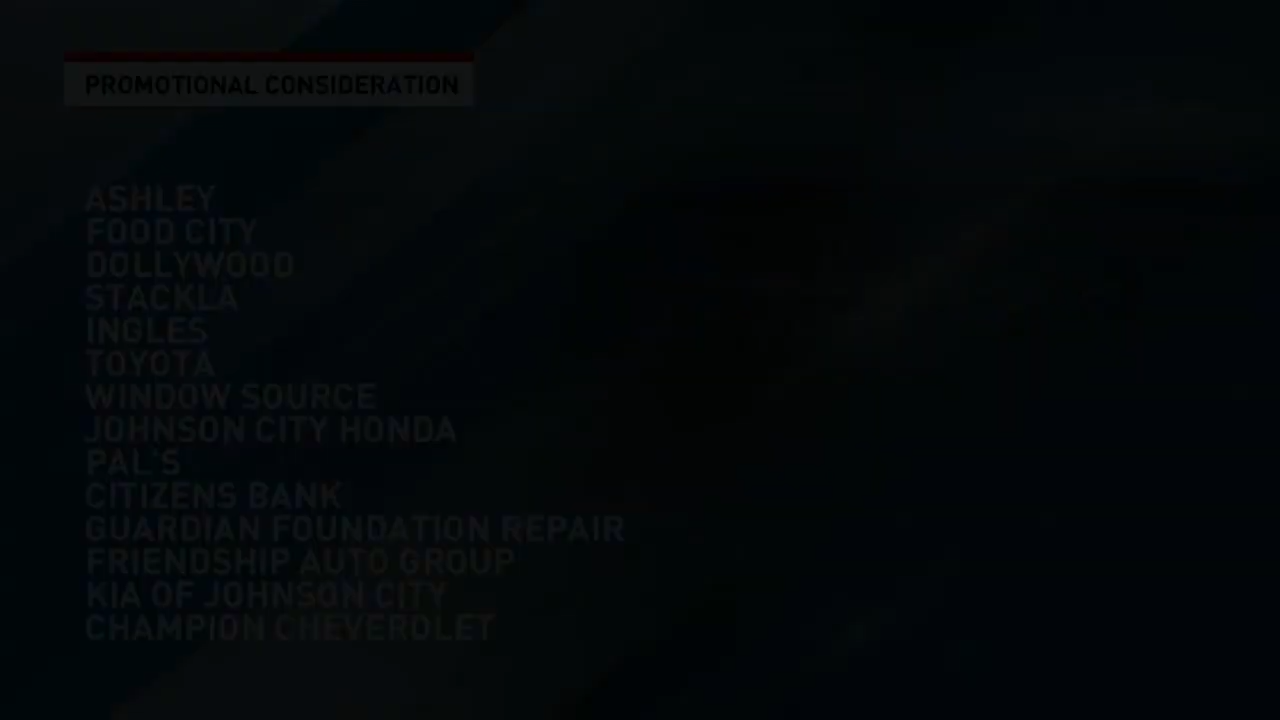 PROMOTIONAL CONSIDERATION
ASHLEY
FOOD CITY
DOLLYWOOD
STACKLA
INGLES
TOYOTA
WINDOW SOURCE
JOHNSON CITY HONDA
PAL'S
CITIZENS BANK
GUARDIAN FOUNDATION REPAIR
FRIENDSHIP AUTO GROUP
KIA OF JOHNSON CITY
CHAMPION CHEVEROLET